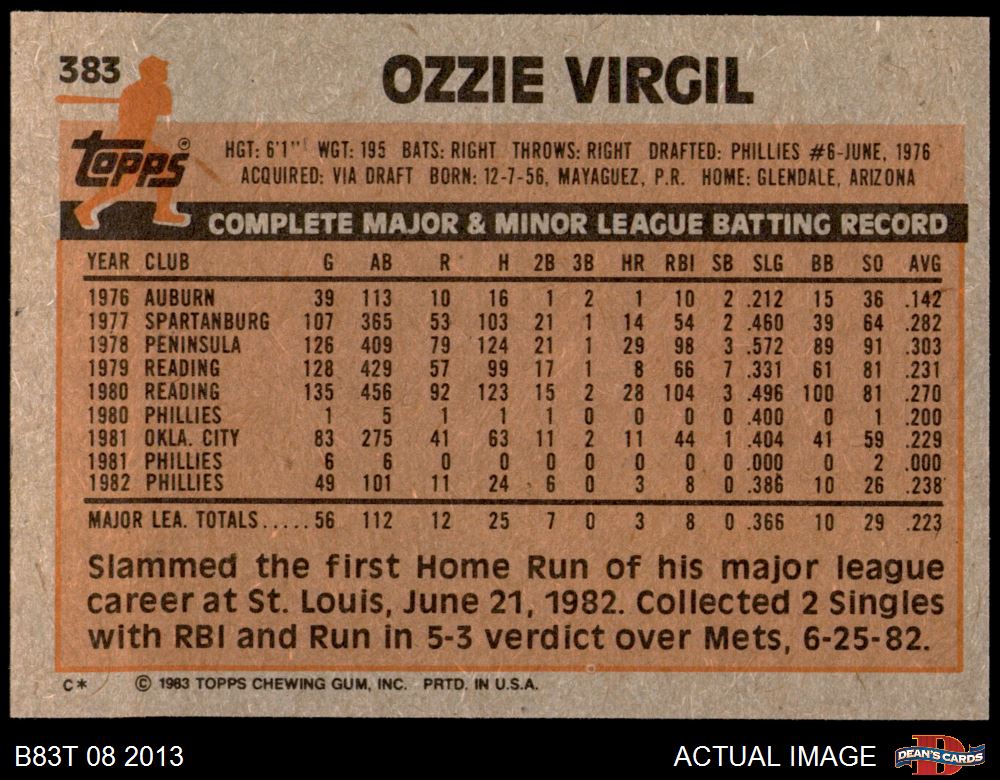 383
OZZIE VIRGIL
topps®
HGT: 6'1" WGT: 195 BATS: RIGHT THROWS: RIGHT DRAFTED: PHILLIES #6-JUNE, 1976
ACQUIRED: VIA DRAFT BORN: 12-7-56, MAYAGUEZ, P.R. HOME: GLENDALE, ARIZONA
COMPLETE MAJOR & MINOR LEAGUE BATTING RECORD
YEAR CLUB G AB R H 2B 3B HR RBI SB SLG BB SO AVG
1976 AUBURN 39 113 10 16 1 2 1 10 2 .212 15 36 .142
1977 SPARTANBURG 107 365 53 103 21 1 14 54 2 .460 39 64 .282
1978 PENINSULA 126 409 79 124 21 1 29 98 3 .572 89 91 .303
1979 READING 128 429 57 99 17 1 8 66 7 .331 61 81 .231
1980 READING 135 456 92 123 15 2 28 104 3 .496 100 81 .270
1980 PHILLIES 1 5 1 1 1 0 0 0 0 .400 0 1 .200
1981 OKLA. CITY 83 275 41 63 11 2 11 44 1 .404 41 59 .229
1981 PHILLIES 6 6 0 0 0 0 0 0 0 .000 0 2 .000
1982 PHILLIES 49 101 11 24 6 0 3 8 0 .386 10 26 .238
MAJOR LEA. TOTALS..... 56 112 12 25 7 0 3 8 0 .366 10 29 .223
Slammed the first Home Run of his major league
career at St. Louis, June 21, 1982. Collected 2 Singles
with RBI and Run in 5-3 verdict over Mets, 6-25-82.
C* © 1983 TOPPS CHEWING GUM, INC. PRTD. IN U.S.A.
B83T 08 2013 ACTUAL IMAGE D DEAN'S CARDS